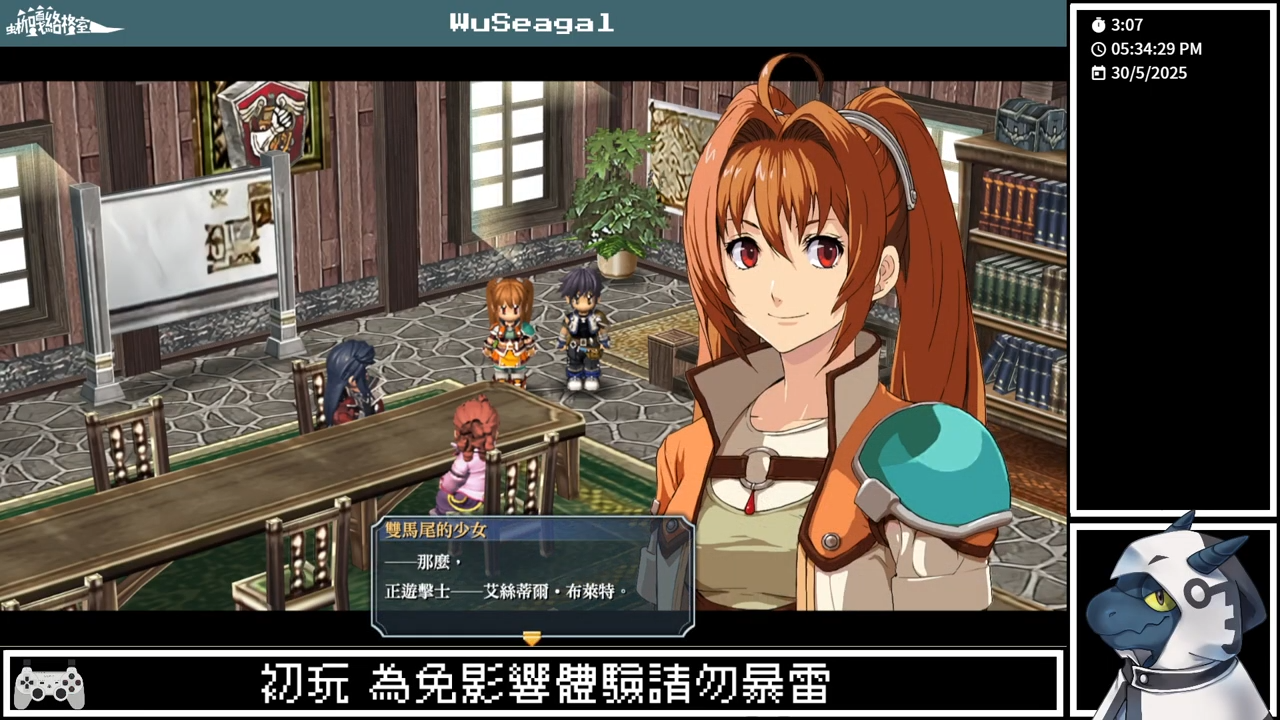 WuSeagal
3:07
05:34:29 PM
30/5/2025
雙馬尾的少女
——那麼，
正遊擊士——艾絲蒂爾・布萊特。
初玩 為免影響體驗請勿暴雷